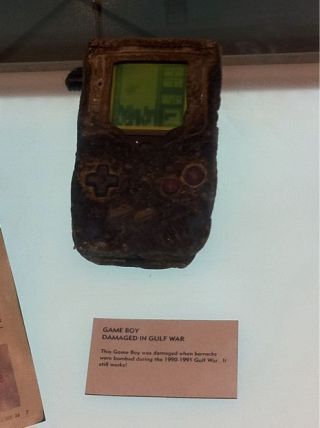 GAME BOY
DAMAGED IN GULF WAR
This Game Boy was damaged when barracks
were bombed during the 1990-1991 Gulf War. It
still works!